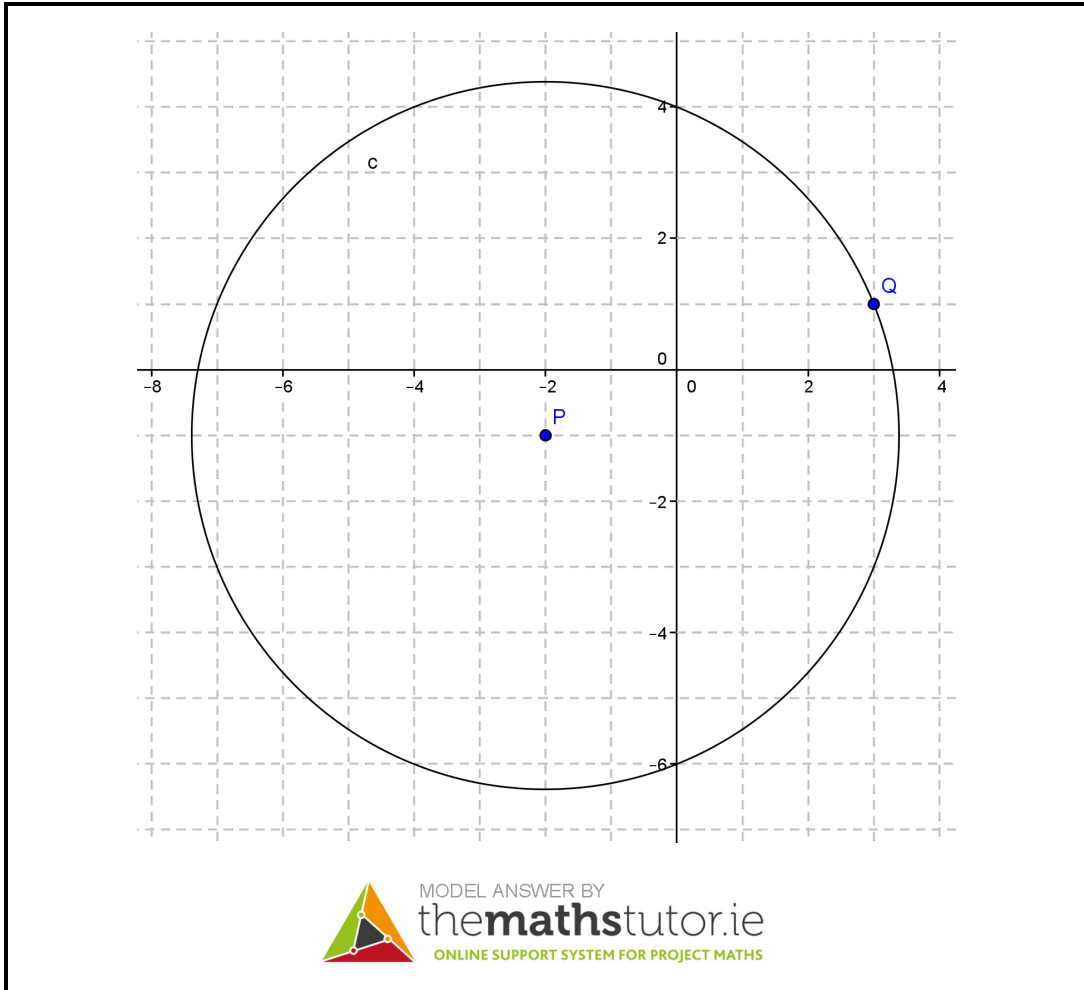 4
c
2
Q
0
−8 −6 −4 −2 0 2 4
P
−2
−4
−6
MODEL ANSWER BY
themathstutor.ie
ONLINE SUPPORT SYSTEM FOR PROJECT MATHS